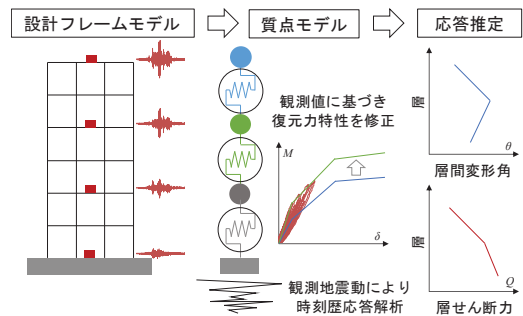 設計フレームモデル
質点モデル
応答推定
観測値に基づき
復元力特性を修正
M
δ
層
θ
層間変形角
層
Q
層せん断力
観測地震動により
時刻歴応答解析